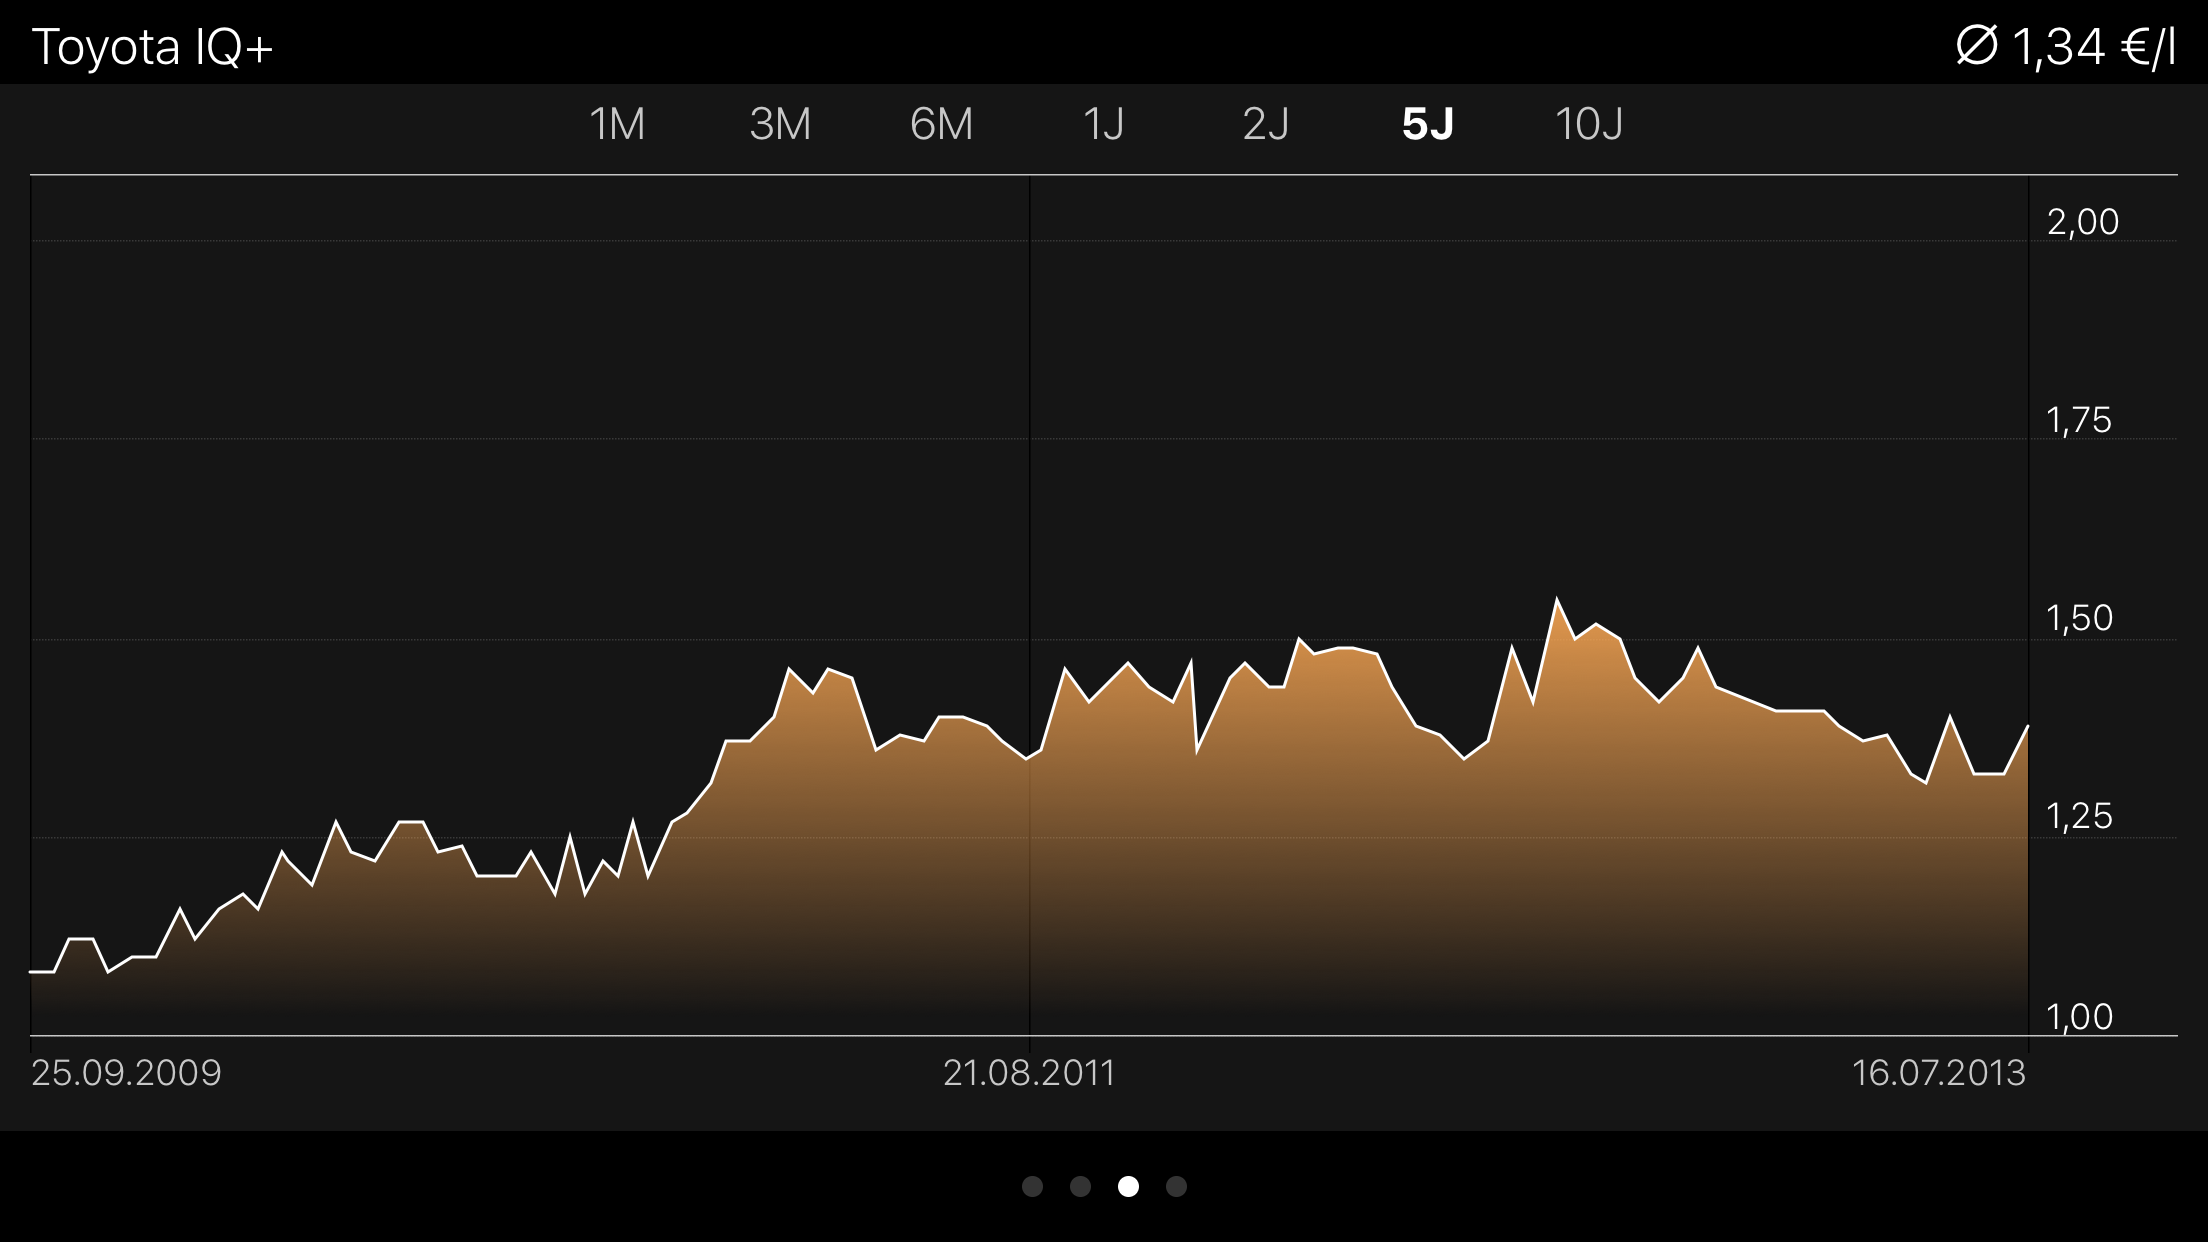 Toyota IQ+
Ø 1,34 €/l
1M 3M 6M 1J 2J 5J 10J
2,00
1,75
1,50
1,25
1,00
25.09.2009 21.08.2011 16.07.2013